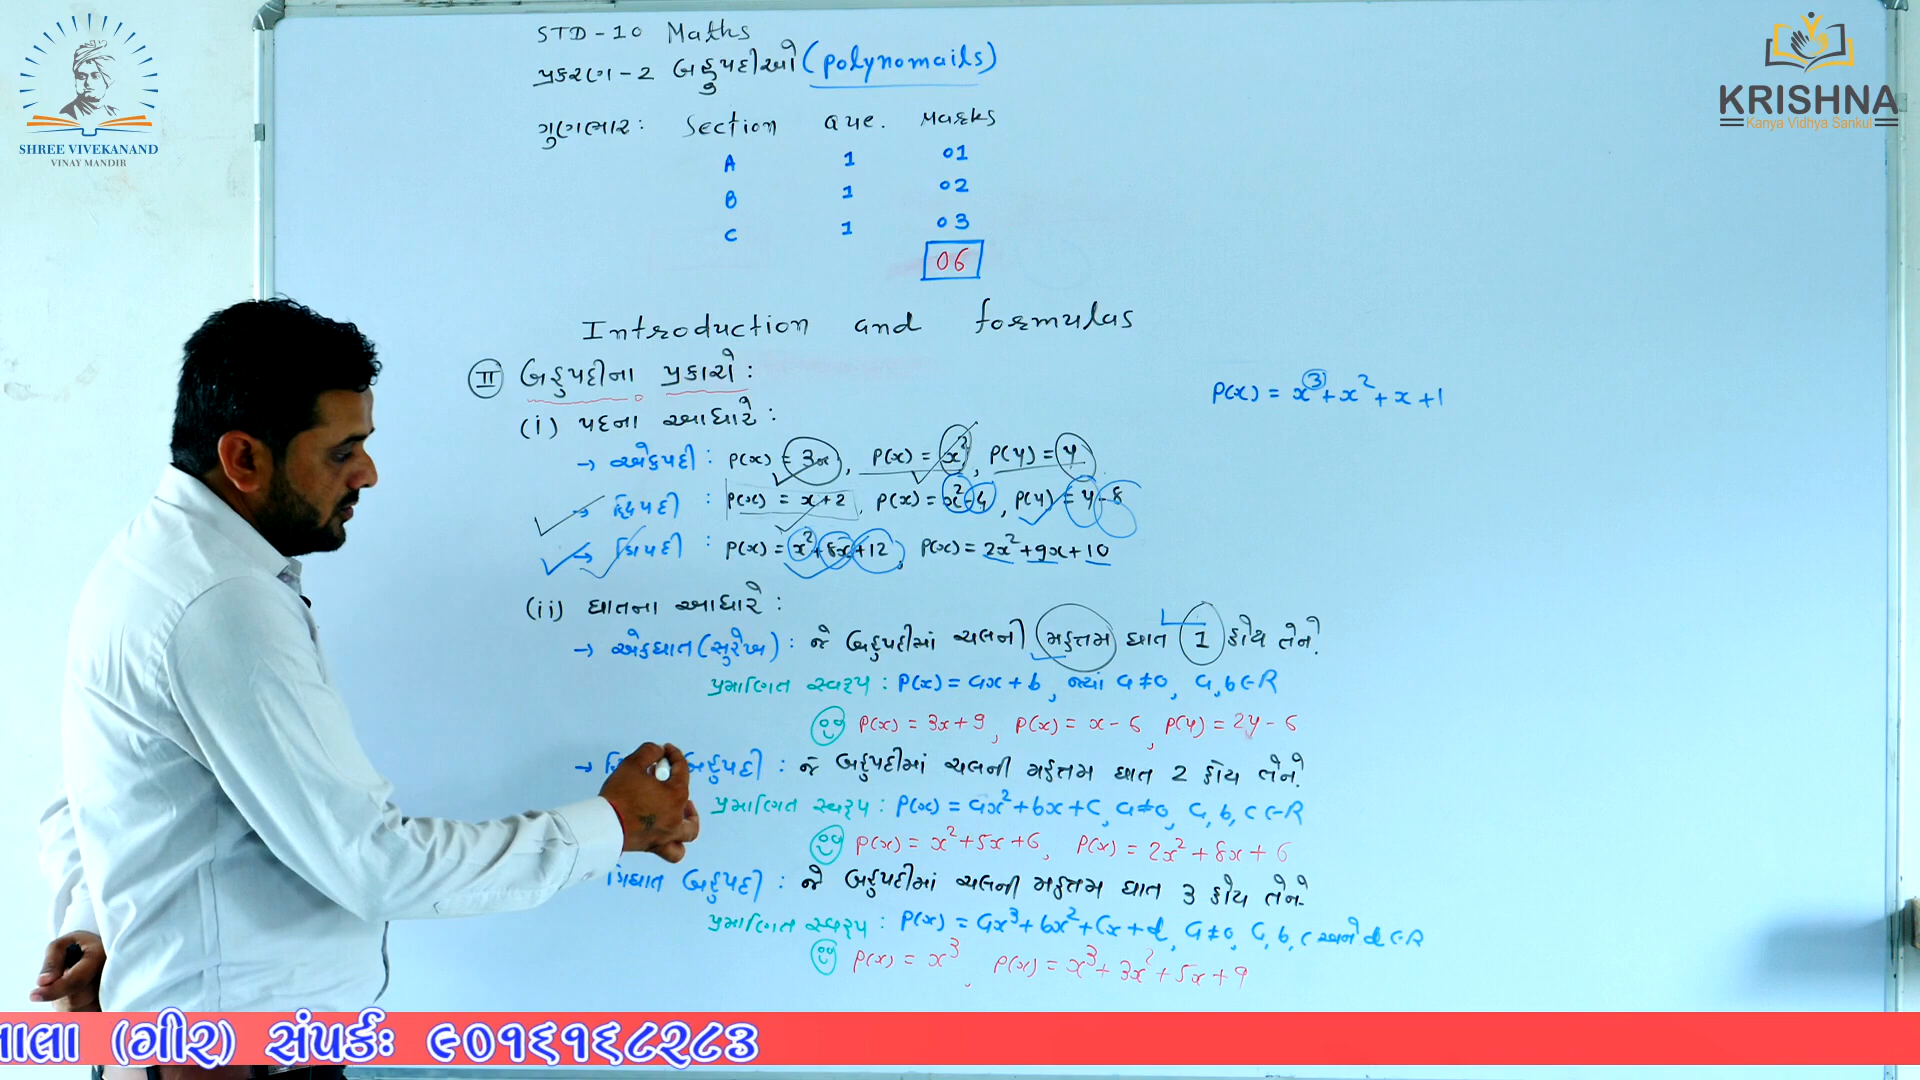 SHREE VIVEKANAND
VINAY MANDIR
KRISHNA
Kanya Vidhya Sankul
STD - 10 Maths
પ્રકરણ - 2 બહુપદીઓ (polynomails)
ગુણભાર : Section Que. Marks
A 1 01
B 1 02
C 1 03
06
Introduction and formulas
II બહુપદીના પ્રકારો :
P(x) = x³ + x² + x + 1
(i) પદના આધારે :
→ એકપદી : P(x) = 3x, P(x) = x², P(y) = y
→ દ્વિપદી : P(x) = x + 2, P(x) = x² - 4, P(y) = y - 8
→ ત્રિપદી : P(x) = x² + 8x + 12, P(x) = 2x² + 9x + 10
(ii) ઘાતના આધારે :
→ એકઘાત (સુરેખ) : જે બહુપદીમાં ચલની મહત્તમ ઘાત 1 હોય તેને.
પ્રમાણિત સ્વરૂપ : P(x) = ax + b, જ્યાં a ≠ 0, a, b ∈ R
P(x) = 3x + 9, P(x) = x - 6, P(y) = 2y - 6
→ બહુપદી : જે બહુપદીમાં ચલની મહત્તમ ઘાત 2 હોય તેને.
પ્રમાણિત સ્વરૂપ : P(x) = ax² + bx + c, a ≠ 0, a, b, c ∈ R
P(x) = x² + 5x + 6, P(x) = 2x² + 8x + 6
ત્રિઘાત બહુપદી : જે બહુપદીમાં ચલની મહત્તમ ઘાત 3 હોય તેને.
પ્રમાણિત સ્વરૂપ : P(x) = ax³ + bx² + cx + d, a ≠ 0, a, b, c અને d ∈ R
P(x) = x³, P(x) = x³ + 3x² + 5x + 9
(ગીર) સંપર્કઃ ૯૦૧૬૧૬૮૨૮૩